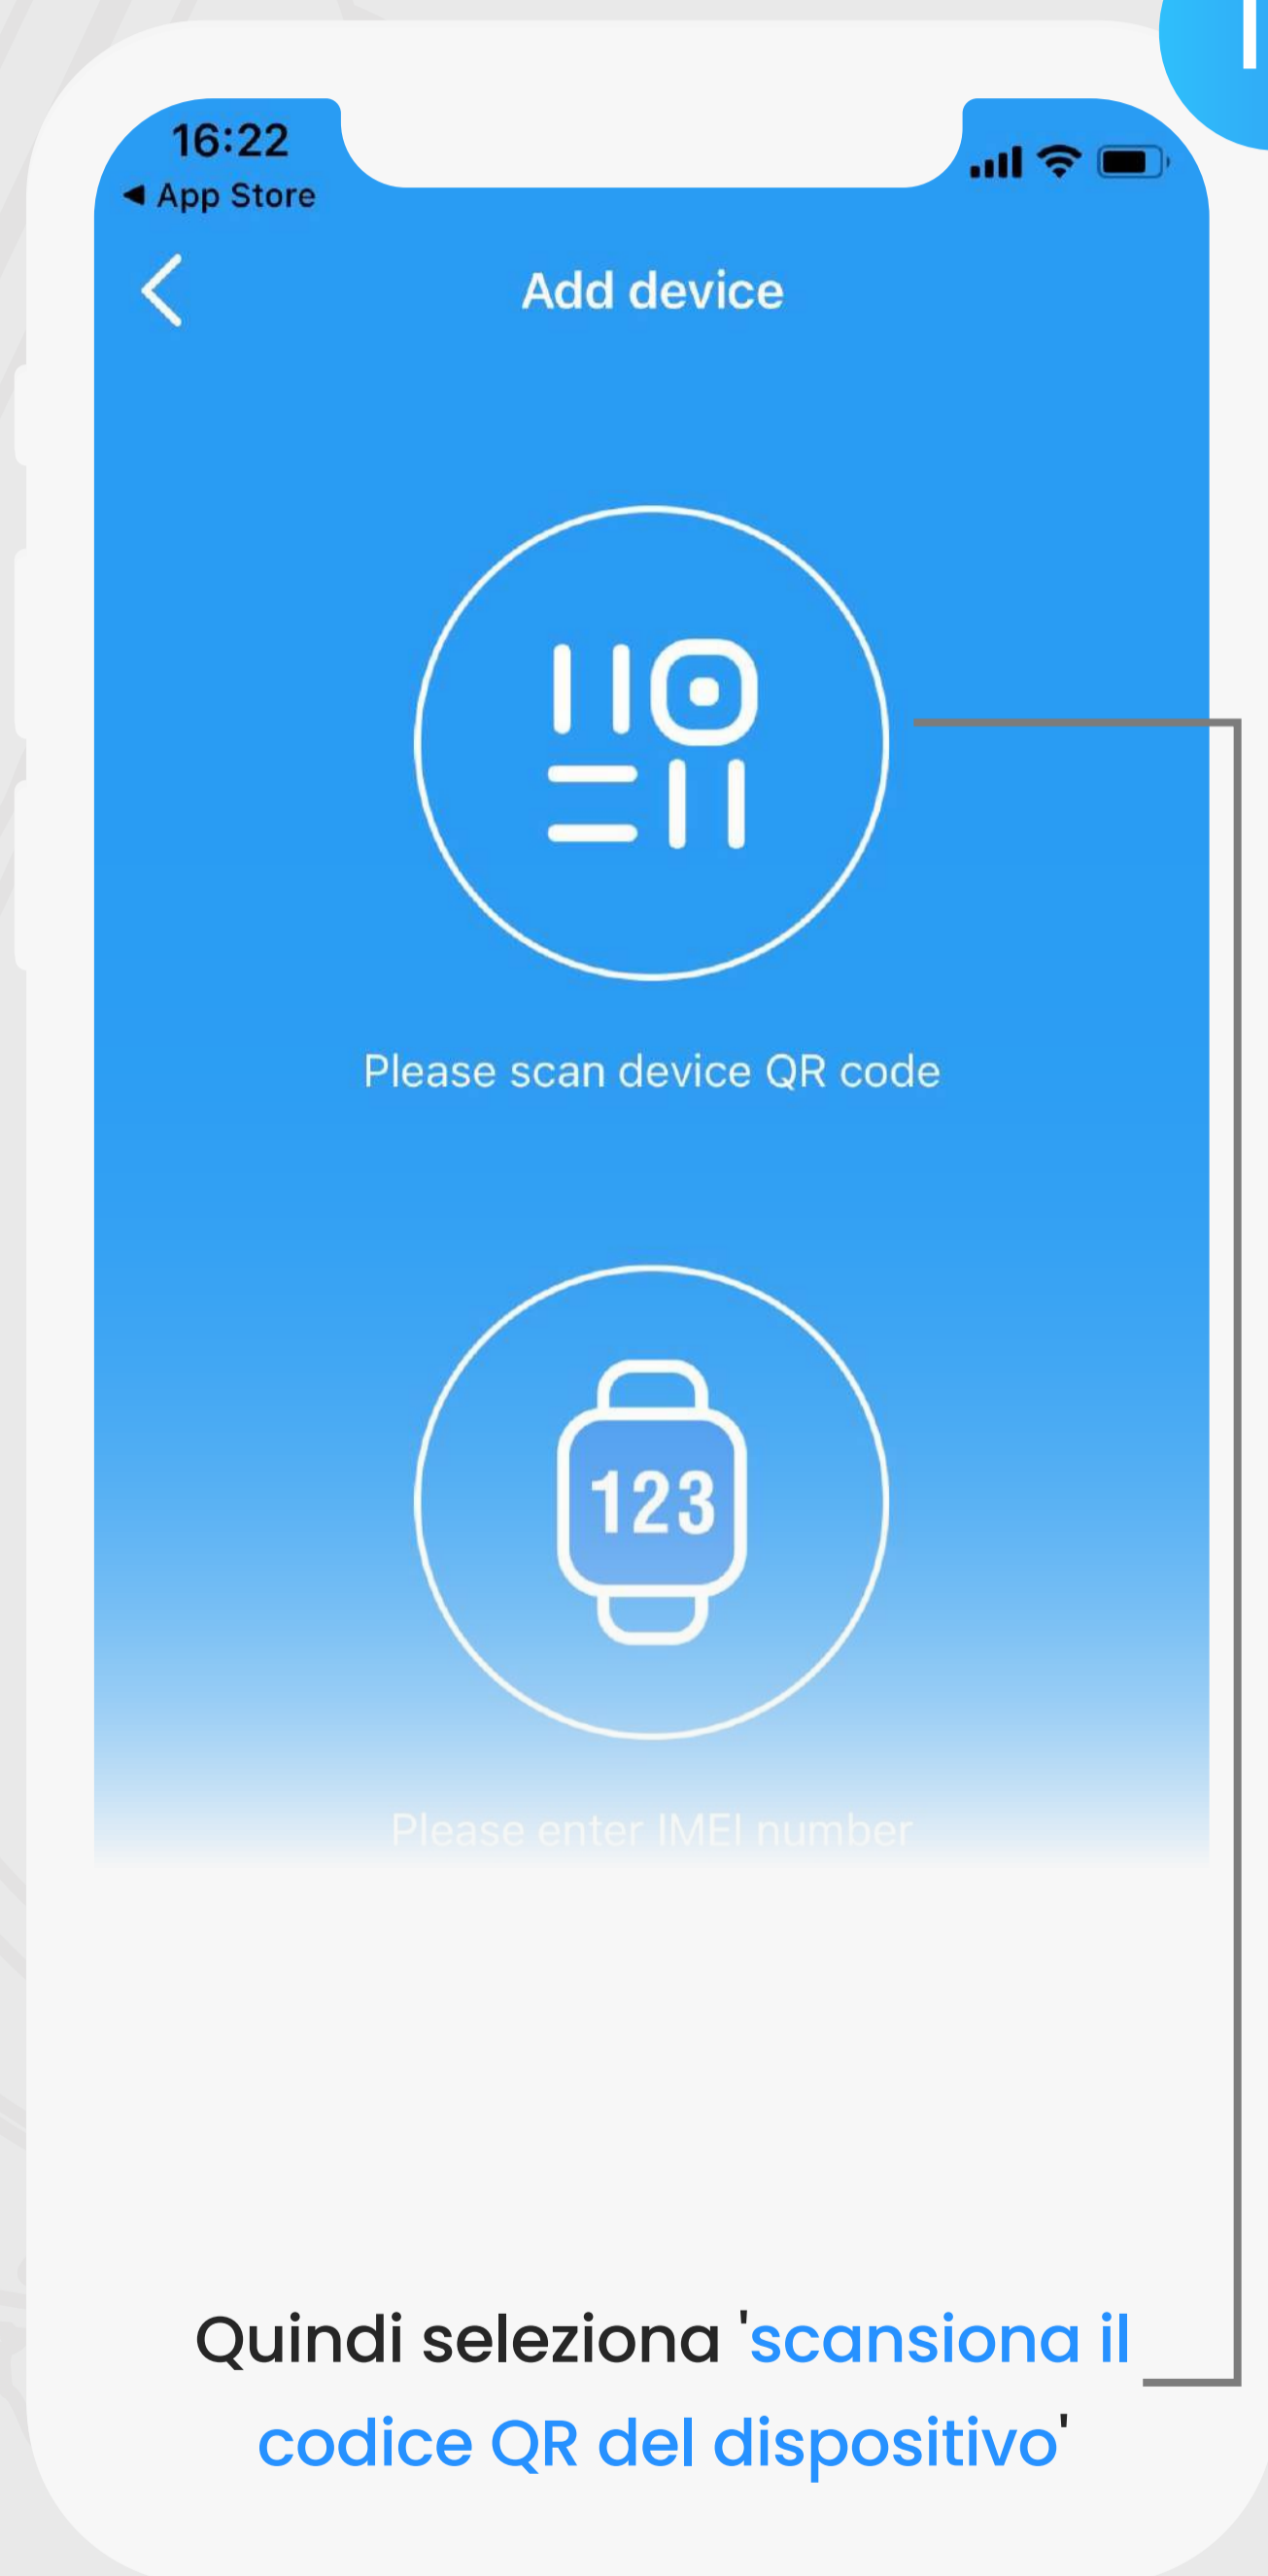 16:22
◀ App Store
Add device
Please scan device QR code
123
Please enter IMEI number
Quindi seleziona 'scansiona il
codice QR del dispositivo'